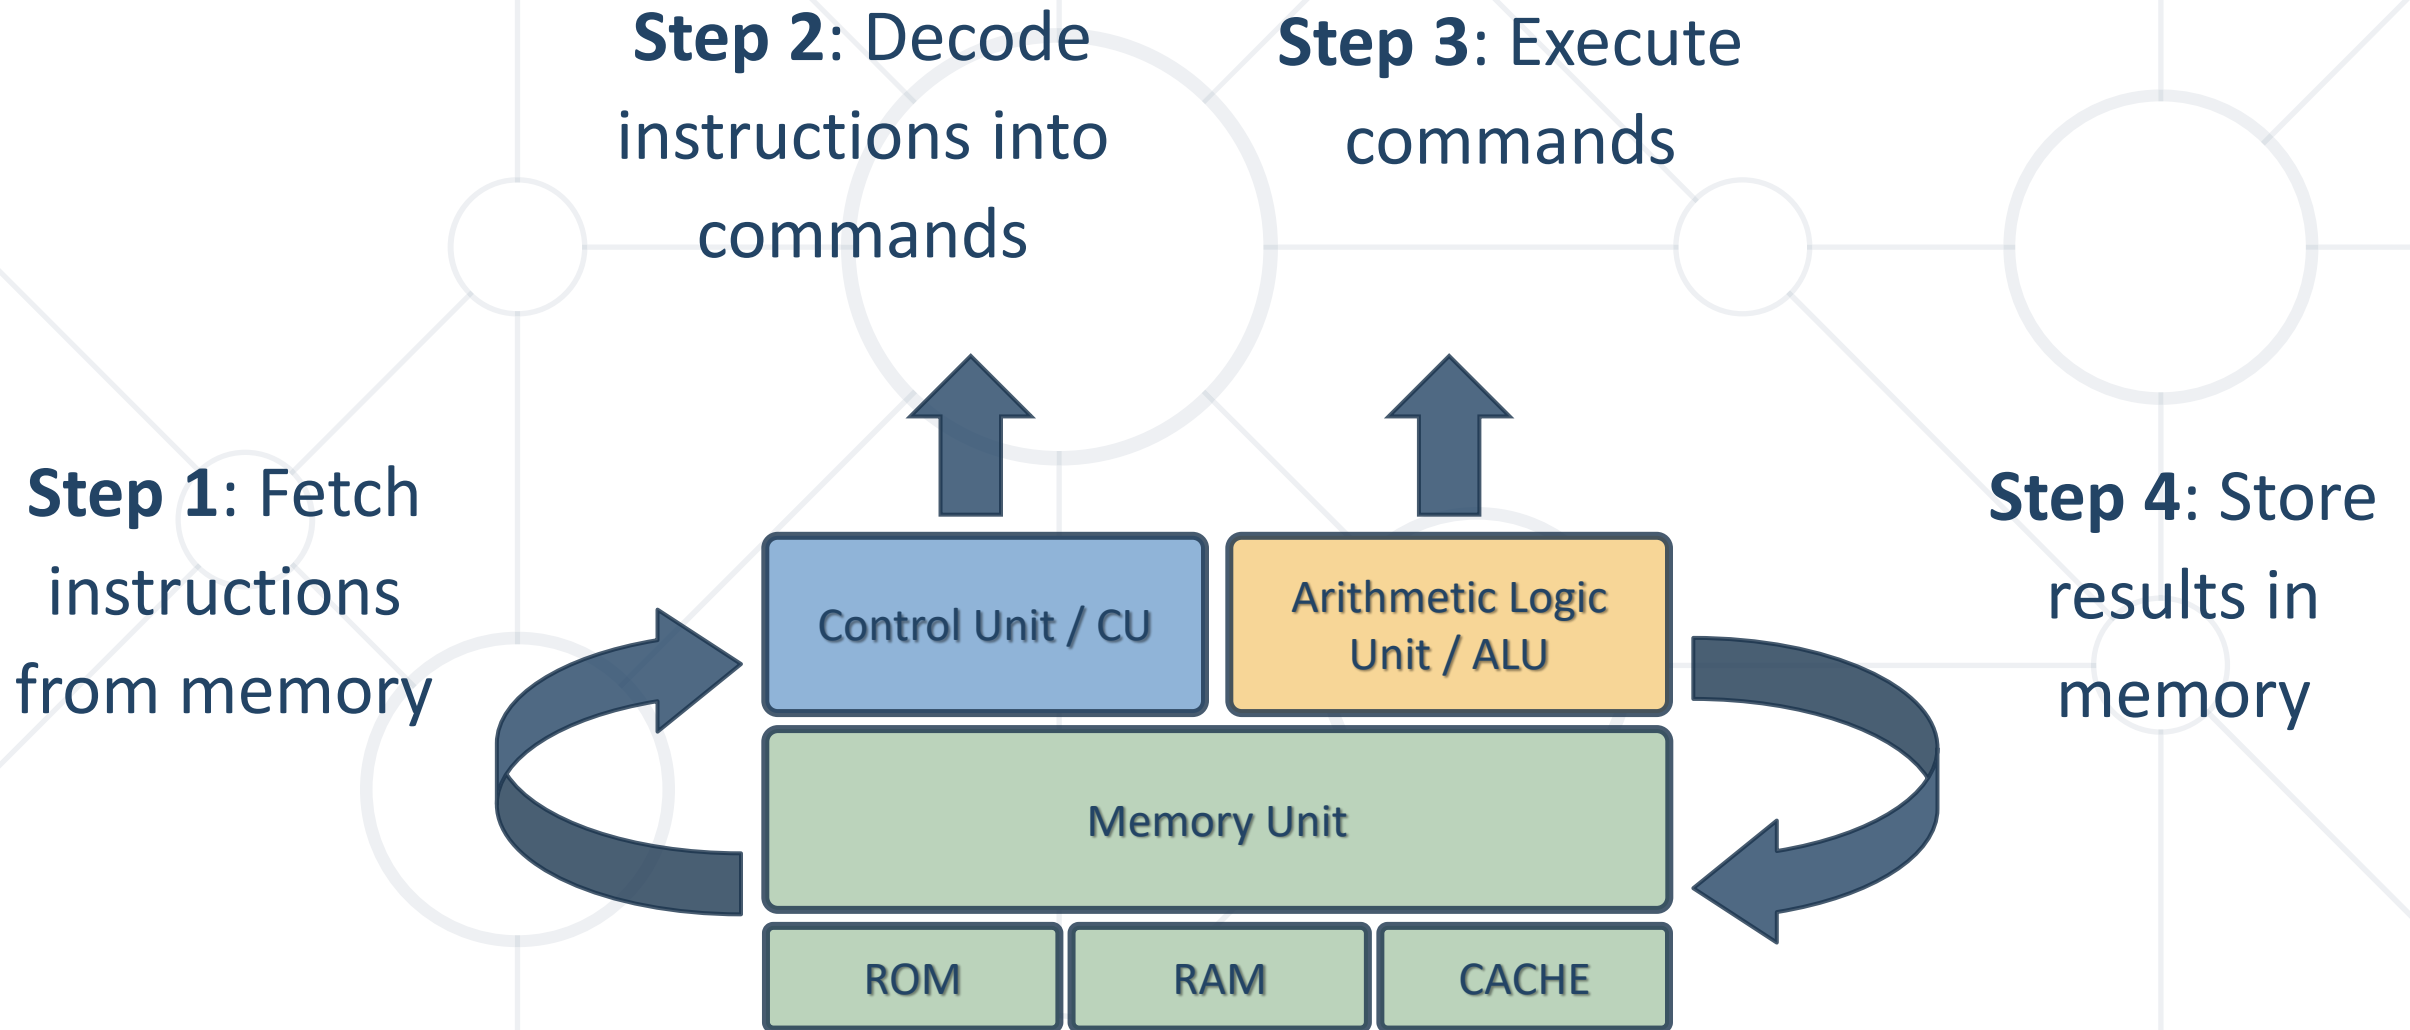 Step 2: Decode
instructions into
commands
Step 3: Execute
commands
Step 1: Fetch
instructions
from memory
Step 4: Store
results in
memory
Control Unit / CU
Arithmetic Logic
Unit / ALU
Memory Unit
ROM
RAM
CACHE